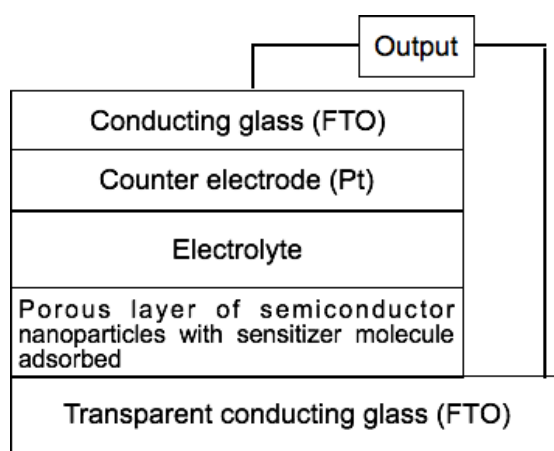 Output
Conducting glass (FTO)
Counter electrode (Pt)
Electrolyte
Porous layer of semiconductor
nanoparticles with sensitizer molecule
adsorbed
Transparent conducting glass (FTO)